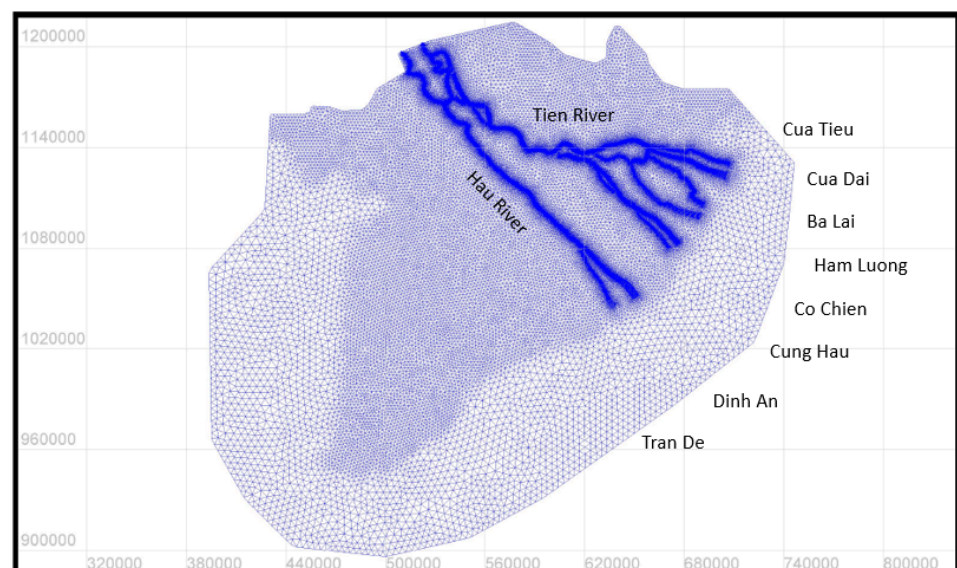 1200000
Tien River
Cua Tieu
1140000
Cua Dai
Hau River
Ba Lai
1080000
Ham Luong
Co Chien
1020000
Cung Hau
Dinh An
Tran De
960000
900000
320000 380000 440000 500000 560000 620000 680000 740000 800000